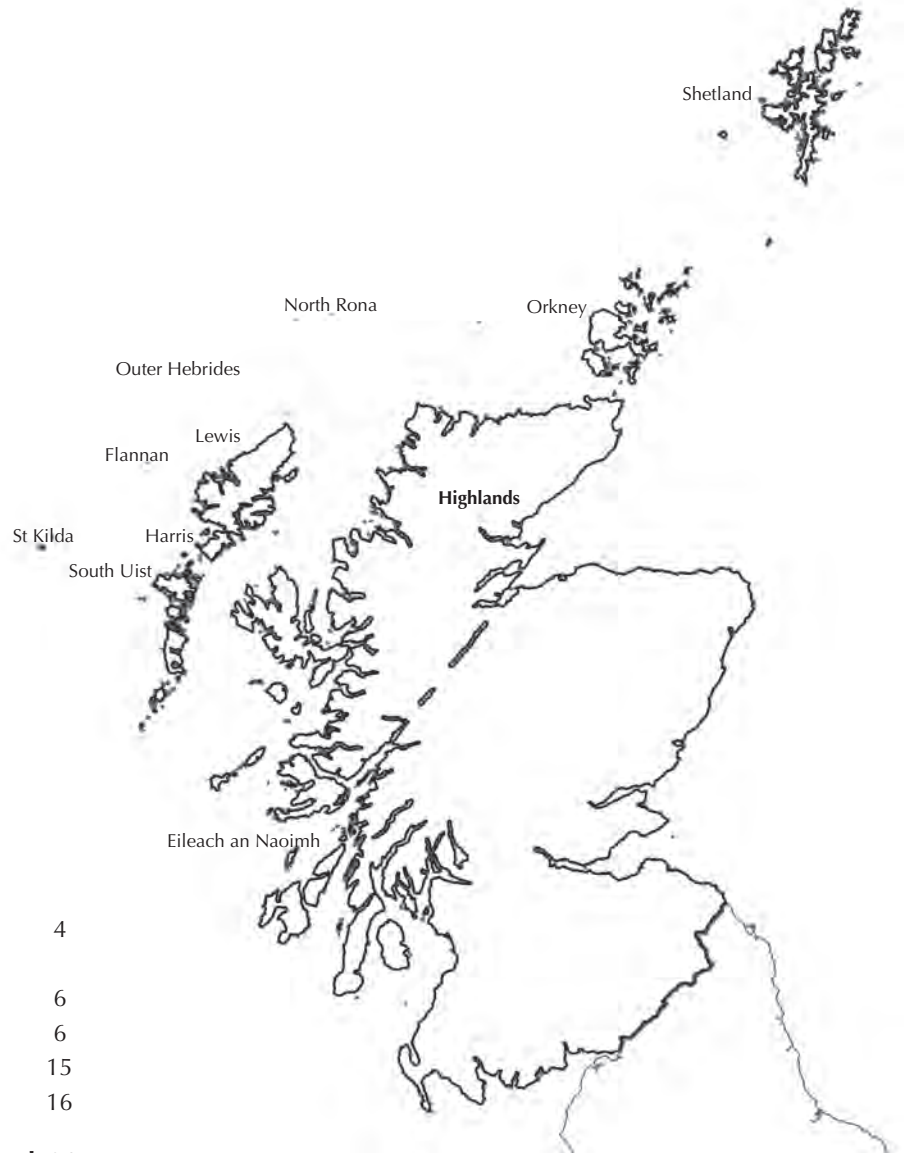 Shetland
North Rona
Orkney
Outer Hebrides
Lewis
Flannan
Highlands
St Kilda
Harris
South Uist
Eileach an Naoimh
4
6
6
15
16